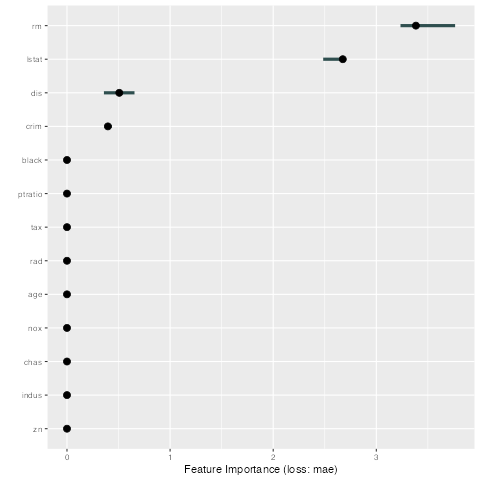 rm
lstat
dis
crim
black
ptratio
tax
rad
age
nox
chas
indus
zn
0 1 2 3
Feature Importance (loss: mae)